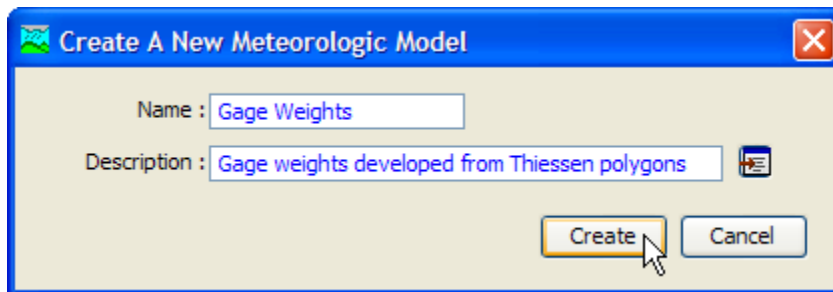 Create A New Meteorologic Model
Name : Gage Weights
Description : Gage weights developed from Thiessen polygons
Create Cancel